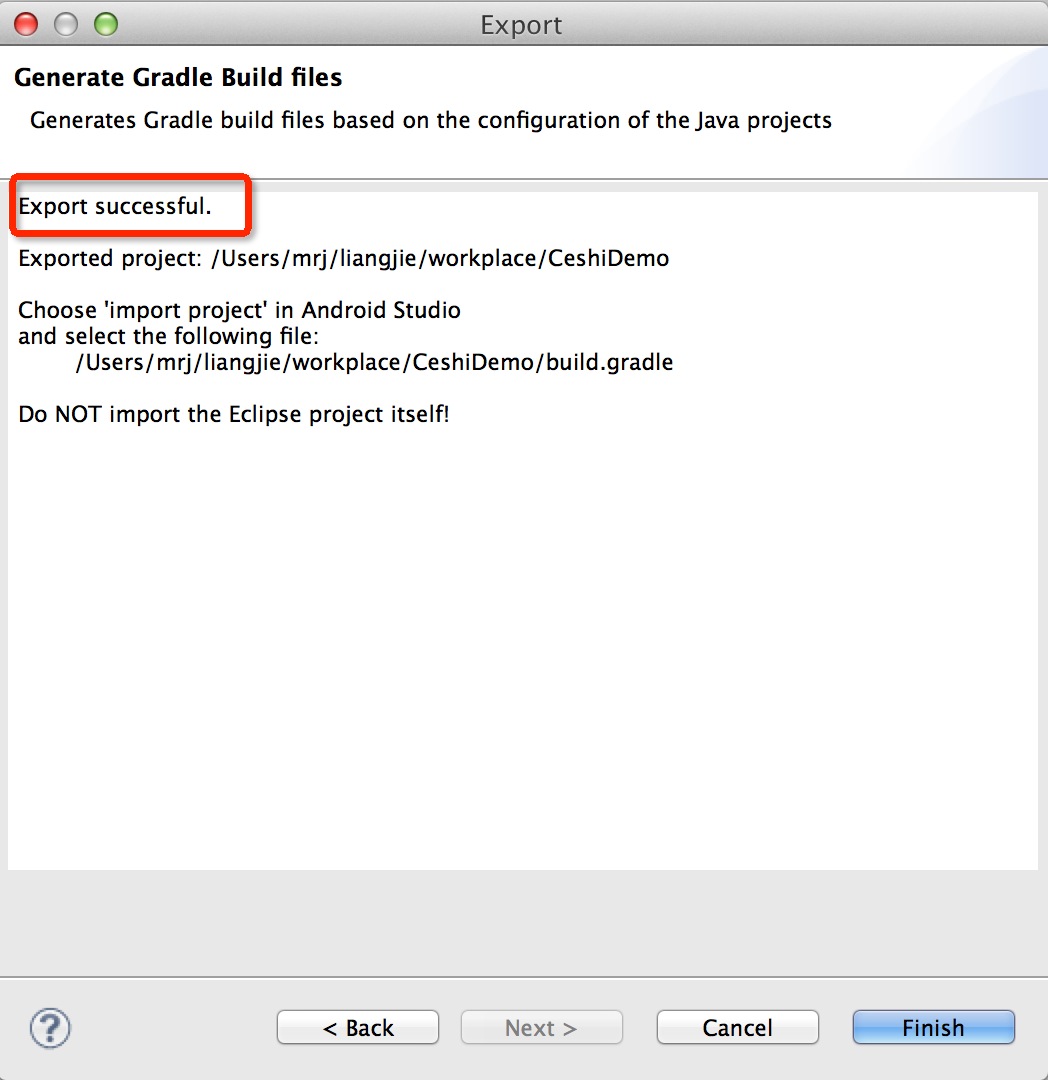 Export
Generate Gradle Build files
Generates Gradle build files based on the configuration of the Java projects
Export successful.
Exported project: /Users/mrj/liangjie/workplace/CeshiDemo
Choose 'import project' in Android Studio
and select the following file:
/Users/mrj/liangjie/workplace/CeshiDemo/build.gradle
Do NOT import the Eclipse project itself!
?
< Back
Next >
Cancel
Finish